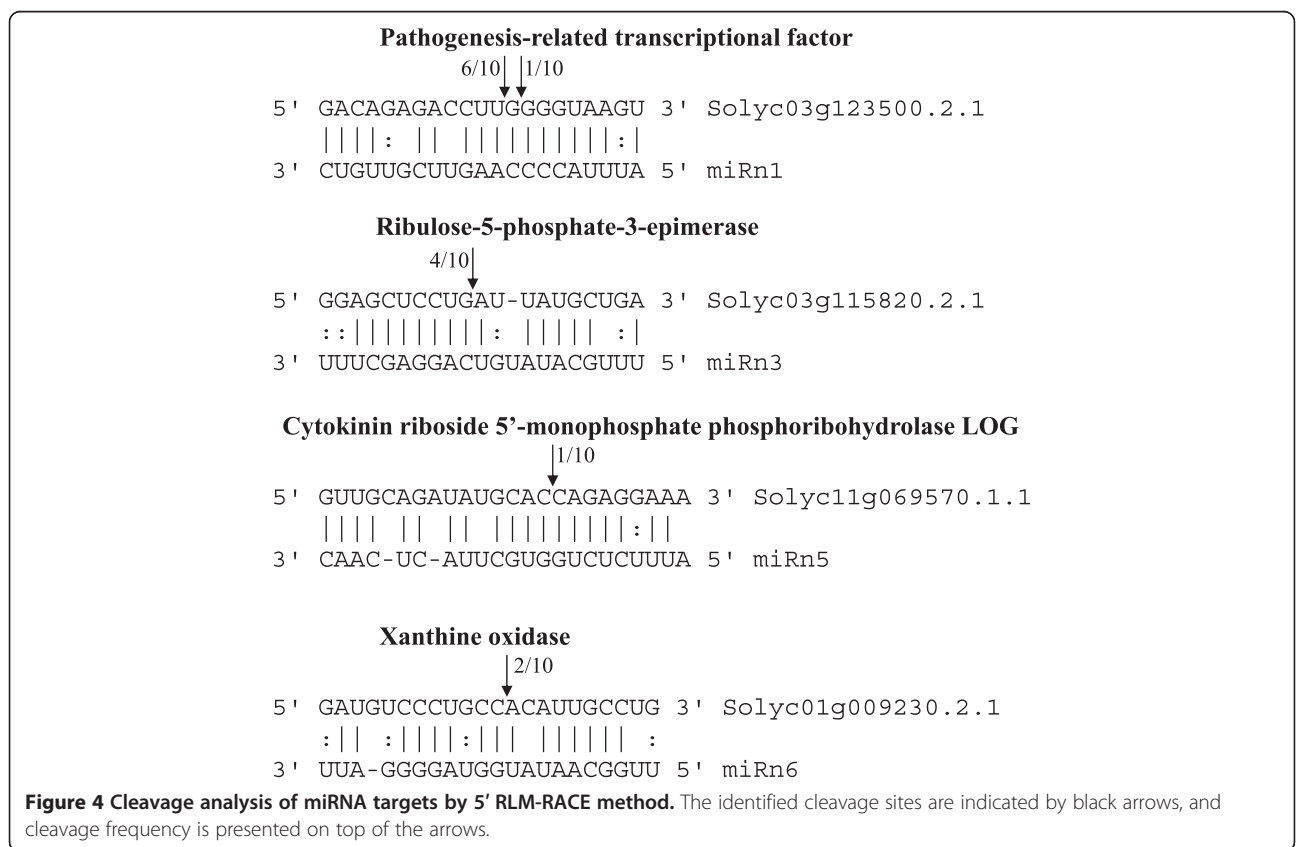 Pathogenesis-related transcriptional factor
6/10 1/10
5' GACAGAGACCUUGGGGUAAGU 3' Solyc03g123500.2.1
||||: || ||||||||||:|
3' CUGUUGCUUGAACCCCAUUUA 5' miRn1
Ribulose-5-phosphate-3-epimerase
4/10
5' GGAGCUCCUGAU-UAUGCUGA 3' Solyc03g115820.2.1
::|||||||||: ||||| :|
3' UUUCGAGGACUGUAUACGUUU 5' miRn3
Cytokinin riboside 5’-monophosphate phosphoribohydrolase LOG
1/10
5' GUUGCAGAUAUGCACCAGAGGAAA 3' Solyc11g069570.1.1
|||| || || |||||||||:||
3' CAAC-UC-AUUCGUGGUCUCUUUA 5' miRn5
Xanthine oxidase
2/10
5' GAUGUCCCUGCCACAUUGCCUG 3' Solyc01g009230.2.1
:|| :||||:||| |||||| :
3' UUA-GGGGAUGGUAUAACGGUU 5' miRn6
Figure 4 Cleavage analysis of miRNA targets by 5′ RLM-RACE method. The identified cleavage sites are indicated by black arrows, and
cleavage frequency is presented on top of the arrows.